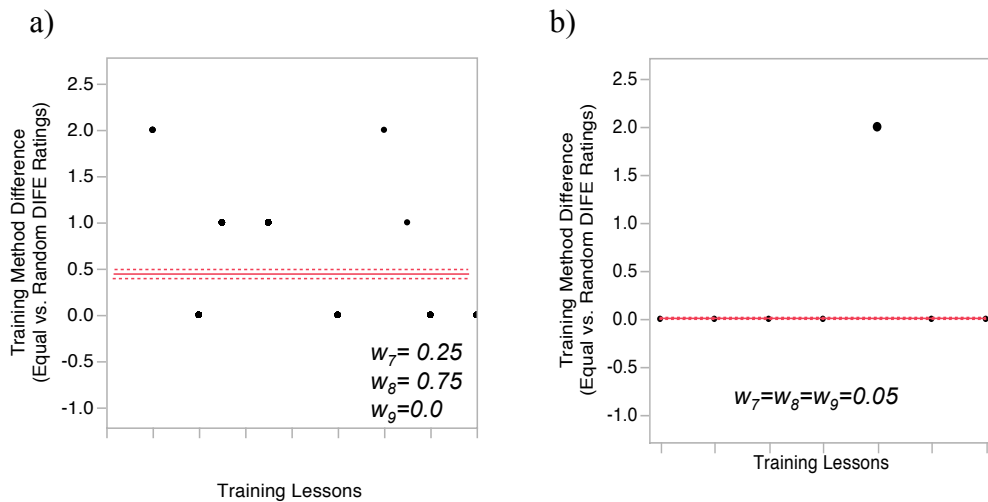 a)
Training Method Difference
(Equal vs. Random DIFE Ratings)
2.5
2.0
1.5
1.0
0.5
0.0
-0.5
-1.0
w7= 0.25
w8= 0.75
w9=0.0
Training Lessons
b)
Training Method Difference
(Equal vs. Random DIFE Ratings)
2.5
2.0
1.5
1.0
0.5
0.0
-0.5
-1.0
w7=w8=w9=0.05
Training Lessons